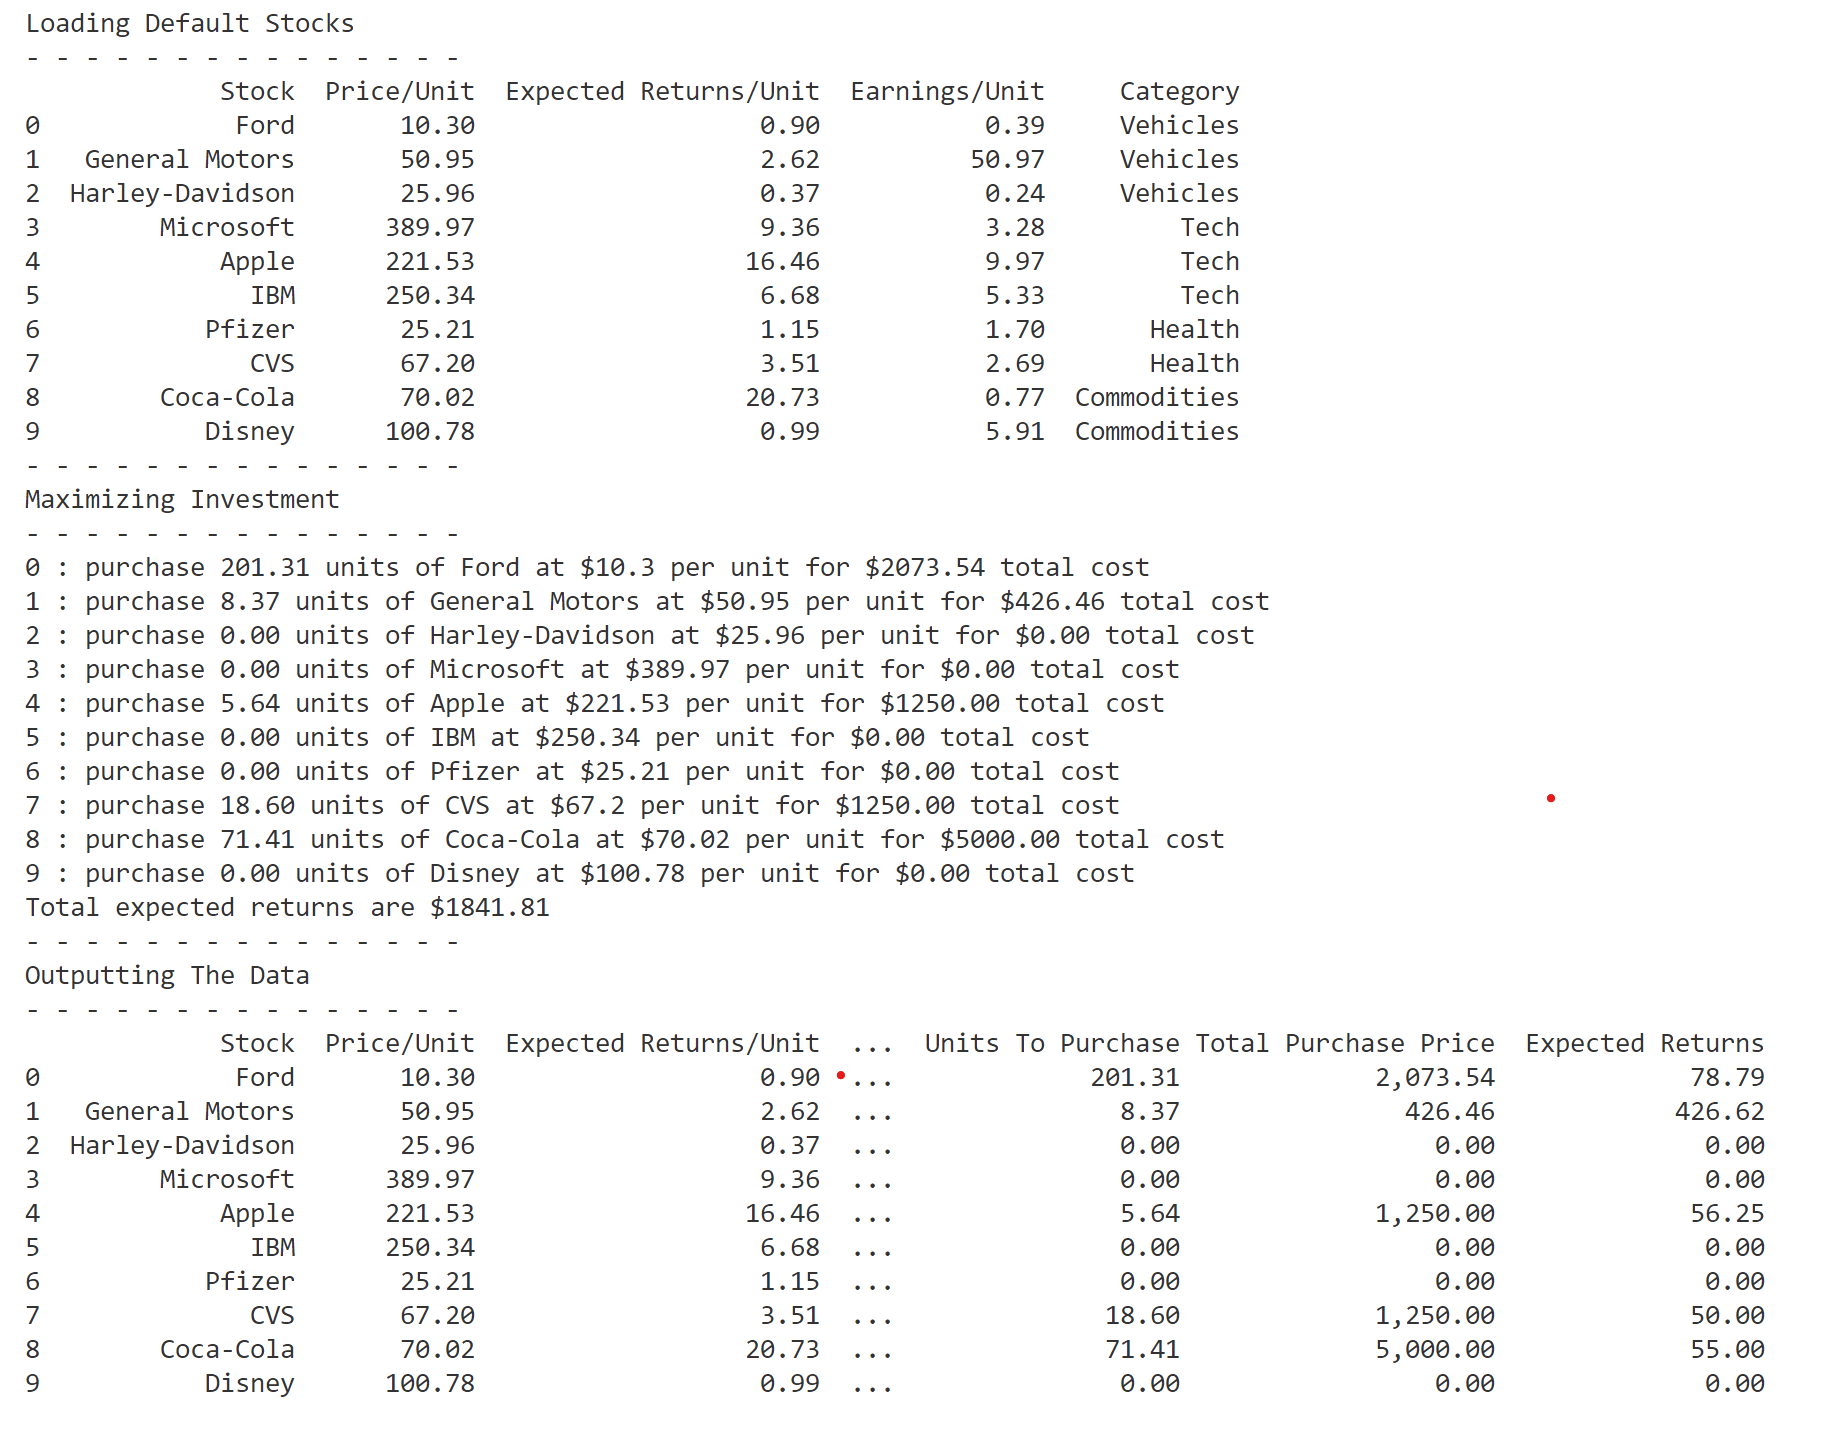 Loading Default Stocks
- - - - - - - - - - - - - - -
Stock Price/Unit Expected Returns/Unit Earnings/Unit Category
0 Ford 10.30 0.90 0.39 Vehicles
1 General Motors 50.95 2.62 50.97 Vehicles
2 Harley-Davidson 25.96 0.37 0.24 Vehicles
3 Microsoft 389.97 9.36 3.28 Tech
4 Apple 221.53 16.46 9.97 Tech
5 IBM 250.34 6.68 5.33 Tech
6 Pfizer 25.21 1.15 1.70 Health
7 CVS 67.20 3.51 2.69 Health
8 Coca-Cola 70.02 20.73 0.77 Commodities
9 Disney 100.78 0.99 5.91 Commodities
- - - - - - - - - - - - - - -
Maximizing Investment
- - - - - - - - - - - - - - -
0 : purchase 201.31 units of Ford at $10.3 per unit for $2073.54 total cost
1 : purchase 8.37 units of General Motors at $50.95 per unit for $426.46 total cost
2 : purchase 0.00 units of Harley-Davidson at $25.96 per unit for $0.00 total cost
3 : purchase 0.00 units of Microsoft at $389.97 per unit for $0.00 total cost
4 : purchase 5.64 units of Apple at $221.53 per unit for $1250.00 total cost
5 : purchase 0.00 units of IBM at $250.34 per unit for $0.00 total cost
6 : purchase 0.00 units of Pfizer at $25.21 per unit for $0.00 total cost
7 : purchase 18.60 units of CVS at $67.2 per unit for $1250.00 total cost
8 : purchase 71.41 units of Coca-Cola at $70.02 per unit for $5000.00 total cost
9 : purchase 0.00 units of Disney at $100.78 per unit for $0.00 total cost
Total expected returns are $1841.81
- - - - - - - - - - - - - - -
Outputting The Data
- - - - - - - - - - - - - - -
Stock Price/Unit Expected Returns/Unit ... Units To Purchase Total Purchase Price Expected Returns
0 Ford 10.30 0.90 ... 201.31 2,073.54 78.79
1 General Motors 50.95 2.62 ... 8.37 426.46 426.62
2 Harley-Davidson 25.96 0.37 ... 0.00 0.00 0.00
3 Microsoft 389.97 9.36 ... 0.00 0.00 0.00
4 Apple 221.53 16.46 ... 5.64 1,250.00 56.25
5 IBM 250.34 6.68 ... 0.00 0.00 0.00
6 Pfizer 25.21 1.15 ... 0.00 0.00 0.00
7 CVS 67.20 3.51 ... 18.60 1,250.00 50.00
8 Coca-Cola 70.02 20.73 ... 71.41 5,000.00 55.00
9 Disney 100.78 0.99 ... 0.00 0.00 0.00